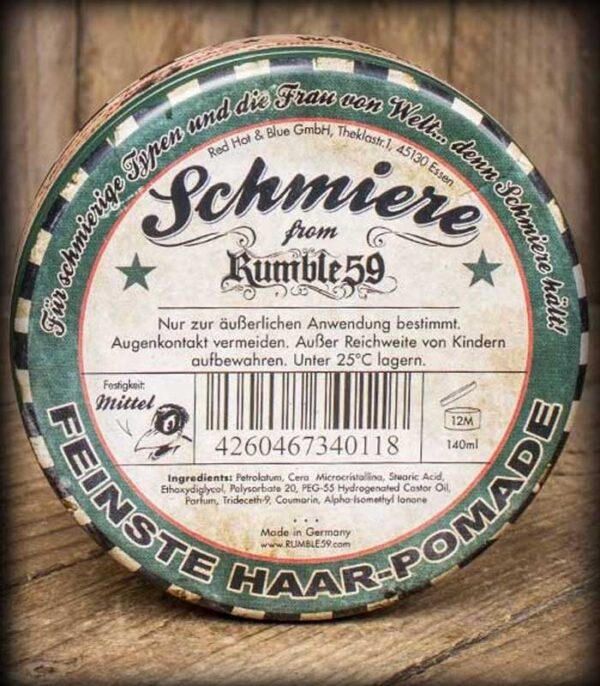 Für schmierige Typen und die Frau von Welt... denn Schmiere hält!
Red Hot & Blue GmbH, Theklastr.1, 45130 Essen
Schmiere
from
Rumble59
Nur zur äußerlichen Anwendung bestimmt.
Augenkontakt vermeiden. Außer Reichweite von Kindern
aufbewahren. Unter 25°C lagern.
Festigkeit:
Mittel
4260467340118
12M
140ml
Ingredients: Petrolatum, Cera Microcristallina, Stearic Acid,
Ethoxydiglycol, Polysorbate 20, PEG-55 Hydrogenated Castor Oil,
Parfum, Trideceth-9, Coumarin, Alpha-Isomethyl Ionone
Made in Germany
www.RUMBLE59.com
FEINSTE HAAR-POMADE